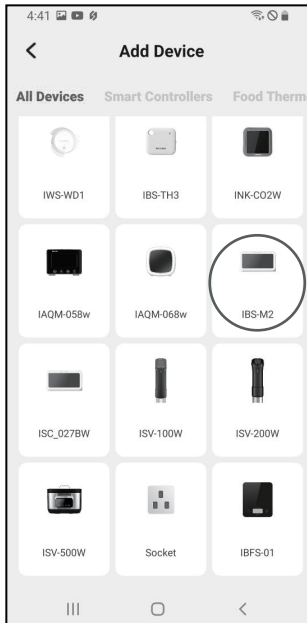 4:41
Add Device
All Devices Smart Controllers Food Therm
IWS-WD1 IBS-TH3 INK-CO2W
IAQM-058w IAQM-068w IBS-M2
ISC_027BW ISV-100W ISV-200W
ISV-500W Socket IBFS-01